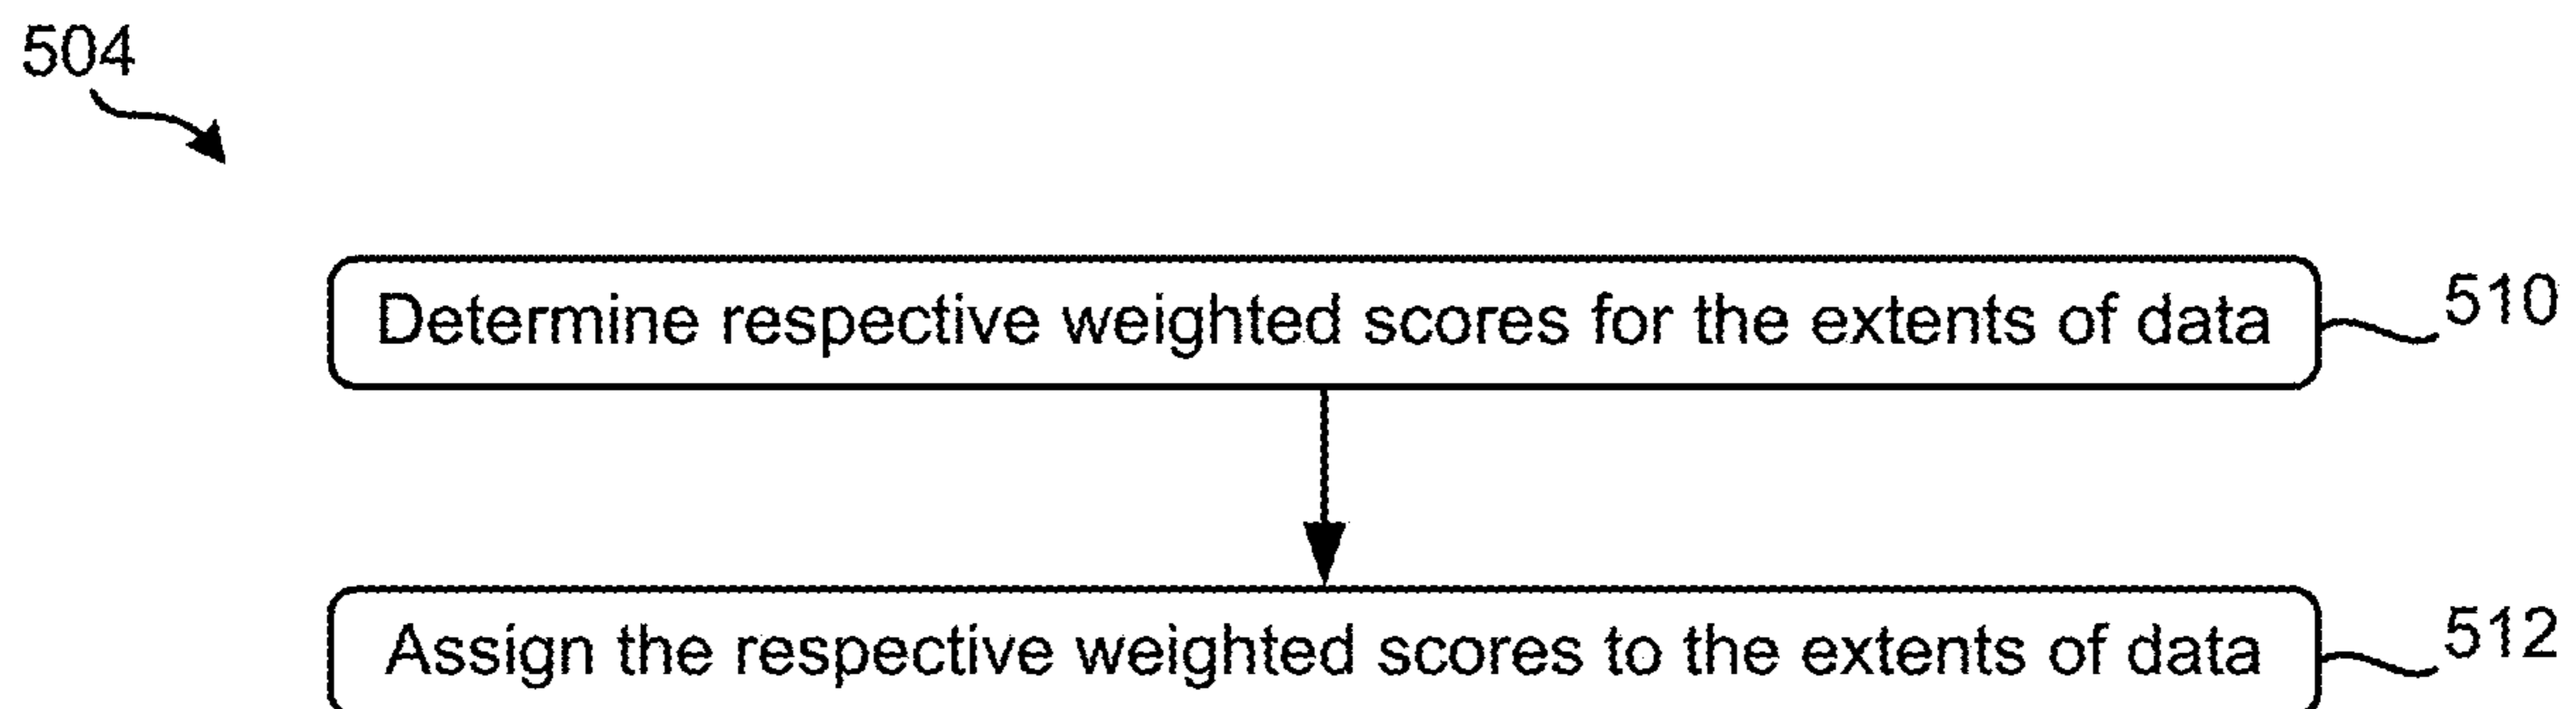 504
Determine respective weighted scores for the extents of data
510
Assign the respective weighted scores to the extents of data
512